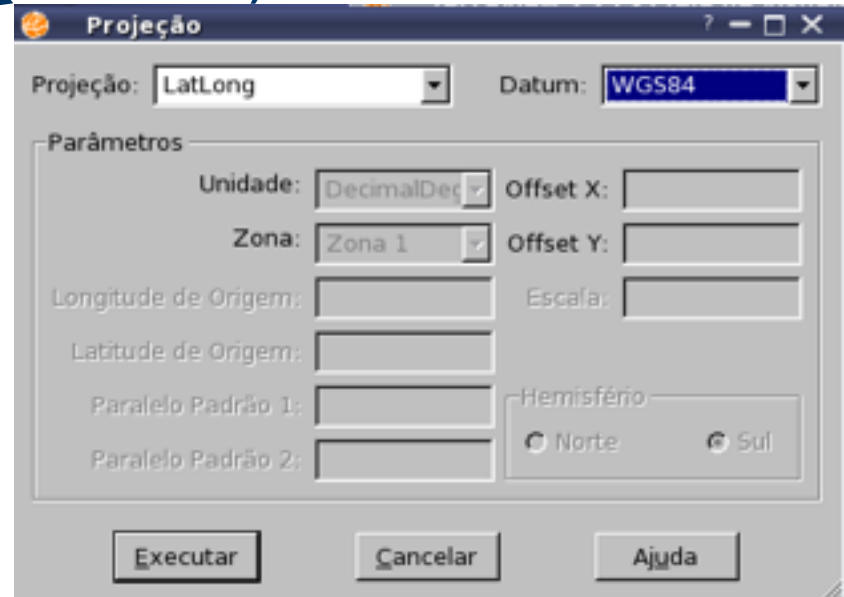 Projeção
Projeção: LatLong Datum: WGS84
Parâmetros
Unidade: DecimalDeg Offset X:
Zona: Zona 1 Offset Y:
Longitude de Origem: Escala:
Latitude de Origem:
Paralelo Padrão 1: Hemisfério
Norte Sul
Paralelo Padrão 2:
Executar Cancelar Ajuda